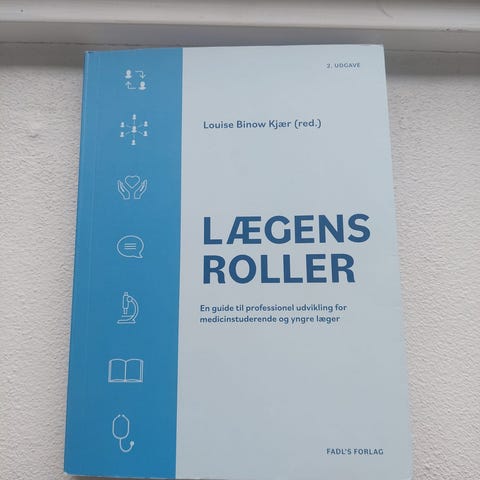 2. UDGAVE
Louise Binow Kjær (red.)
LÆGENS
ROLLER
En guide til professionel udvikling for
medicinstuderende og yngre læger
FADL'S FORLAG